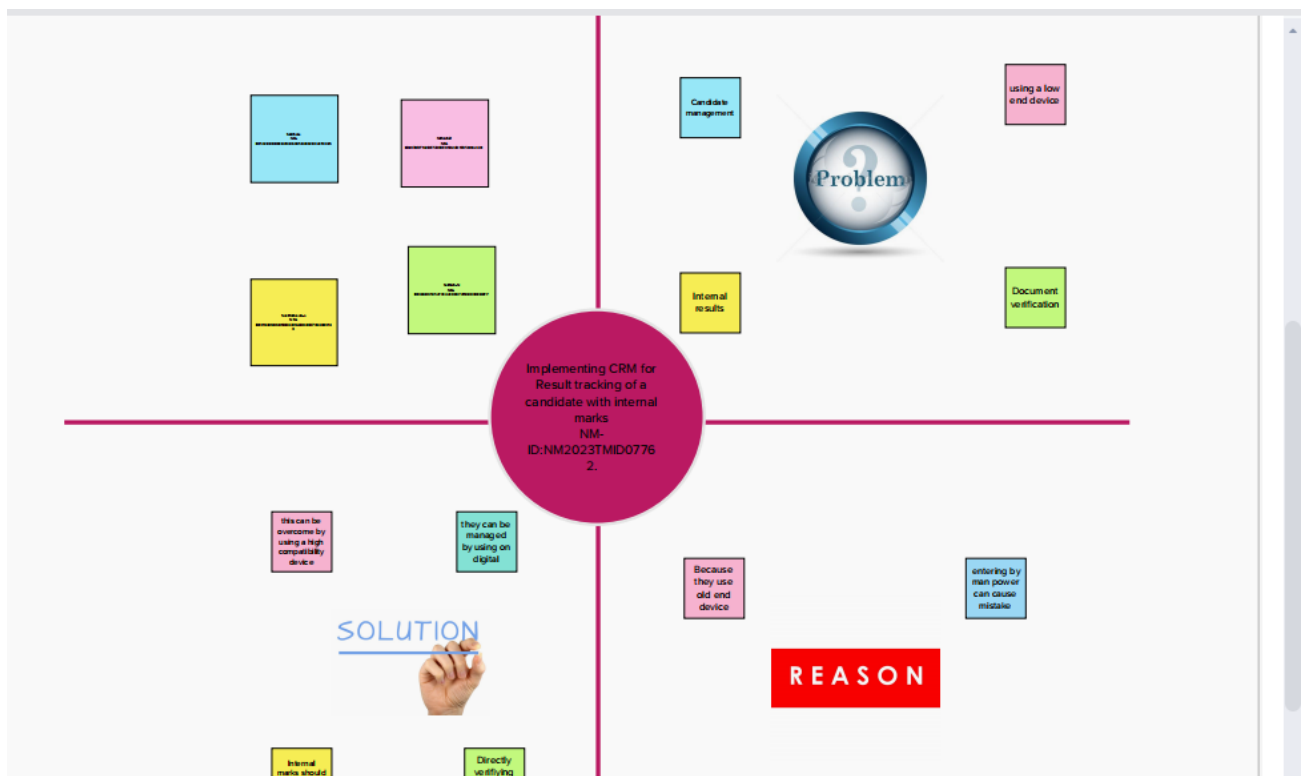 Candidate
management
using a low
end device
?
Problem
Internal
results
Document
verification
Implementing CRM for
Result tracking of a
candidate with internal
marks
NM-
ID:NM2023TMID0776
2.
this can be
overcome by
using a high
compatibility
device
they can be
managed
by using on
digital
SOLUTION
Because
they use
old end
device
entering by
man power
can cause
mistake
REASON
Internal
marks should
Directly
verifiying